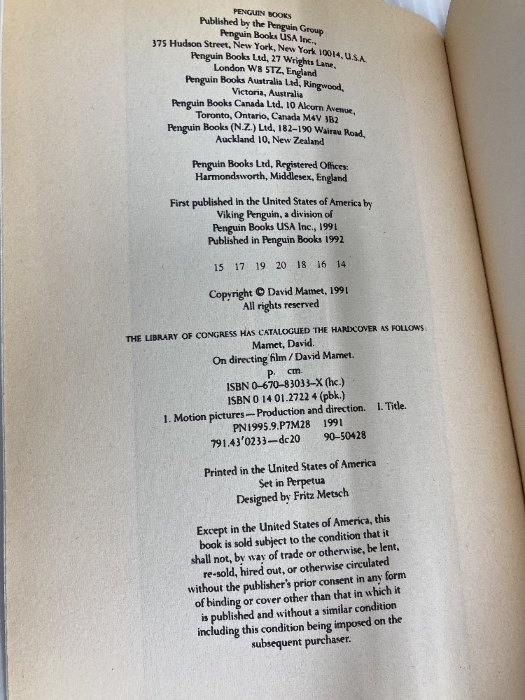 PENGUIN BOOKS
Published by the Penguin Group
Penguin Books USA Inc.,
375 Hudson Street, New York, New York 10014, U.S.A.
Penguin Books Ltd, 27 Wrights Lane,
London W8 5TZ, England
Penguin Books Australia Ltd, Ringwood,
Victoria, Australia
Penguin Books Canada Ltd, 10 Alcorn Avenue,
Toronto, Ontario, Canada M4V 3B2
Penguin Books (N.Z.) Ltd, 182–190 Wairau Road,
Auckland 10, New Zealand
Penguin Books Ltd, Registered Offices:
Harmondsworth, Middlesex, England
First published in the United States of America by
Viking Penguin, a division of
Penguin Books USA Inc., 1991
Published in Penguin Books 1992
15 17 19 20 18 16 14
Copyright © David Mamet, 1991
All rights reserved
THE LIBRARY OF CONGRESS HAS CATALOGUED THE HARDCOVER AS FOLLOWS:
Mamet, David.
On directing film / David Mamet.
p. cm.
ISBN 0–670–83033–X (hc.)
ISBN 0 14 01.2722 4 (pbk.)
1. Motion pictures—Production and direction. I. Title.
PN1995.9.P7M28 1991
791.43'0233—dc20 90–50428
Printed in the United States of America
Set in Perpetua
Designed by Fritz Metsch
Except in the United States of America, this
book is sold subject to the condition that it
shall not, by way of trade or otherwise, be lent,
re-sold, hired out, or otherwise circulated
without the publisher's prior consent in any form
of binding or cover other than that in which it
is published and without a similar condition
including this condition being imposed on the
subsequent purchaser.